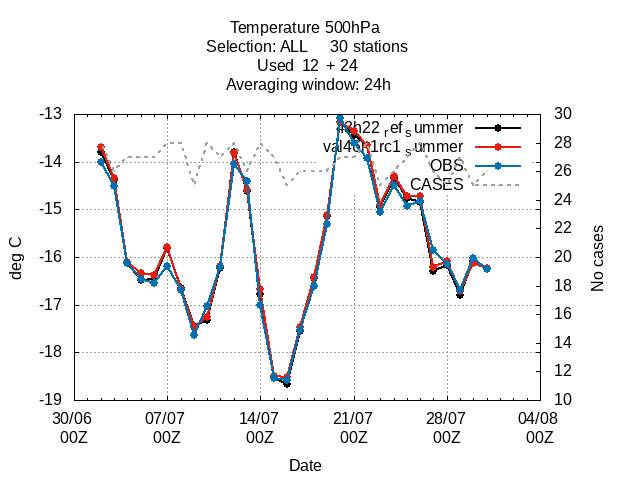 Temperature 500hPa
Selection: ALL 30 stations
Used 12 + 24
Averaging window: 24h
-13 30
summer
-14 28
summer
OBS
26
CASES
-15 24
22
-16 20
18
-17 16
14
-18 12
-19 10
deg C
No cases
30/06 07/07 14/07 21/07 28/07 04/08
00Z 00Z 00Z 00Z 00Z 00Z
Date